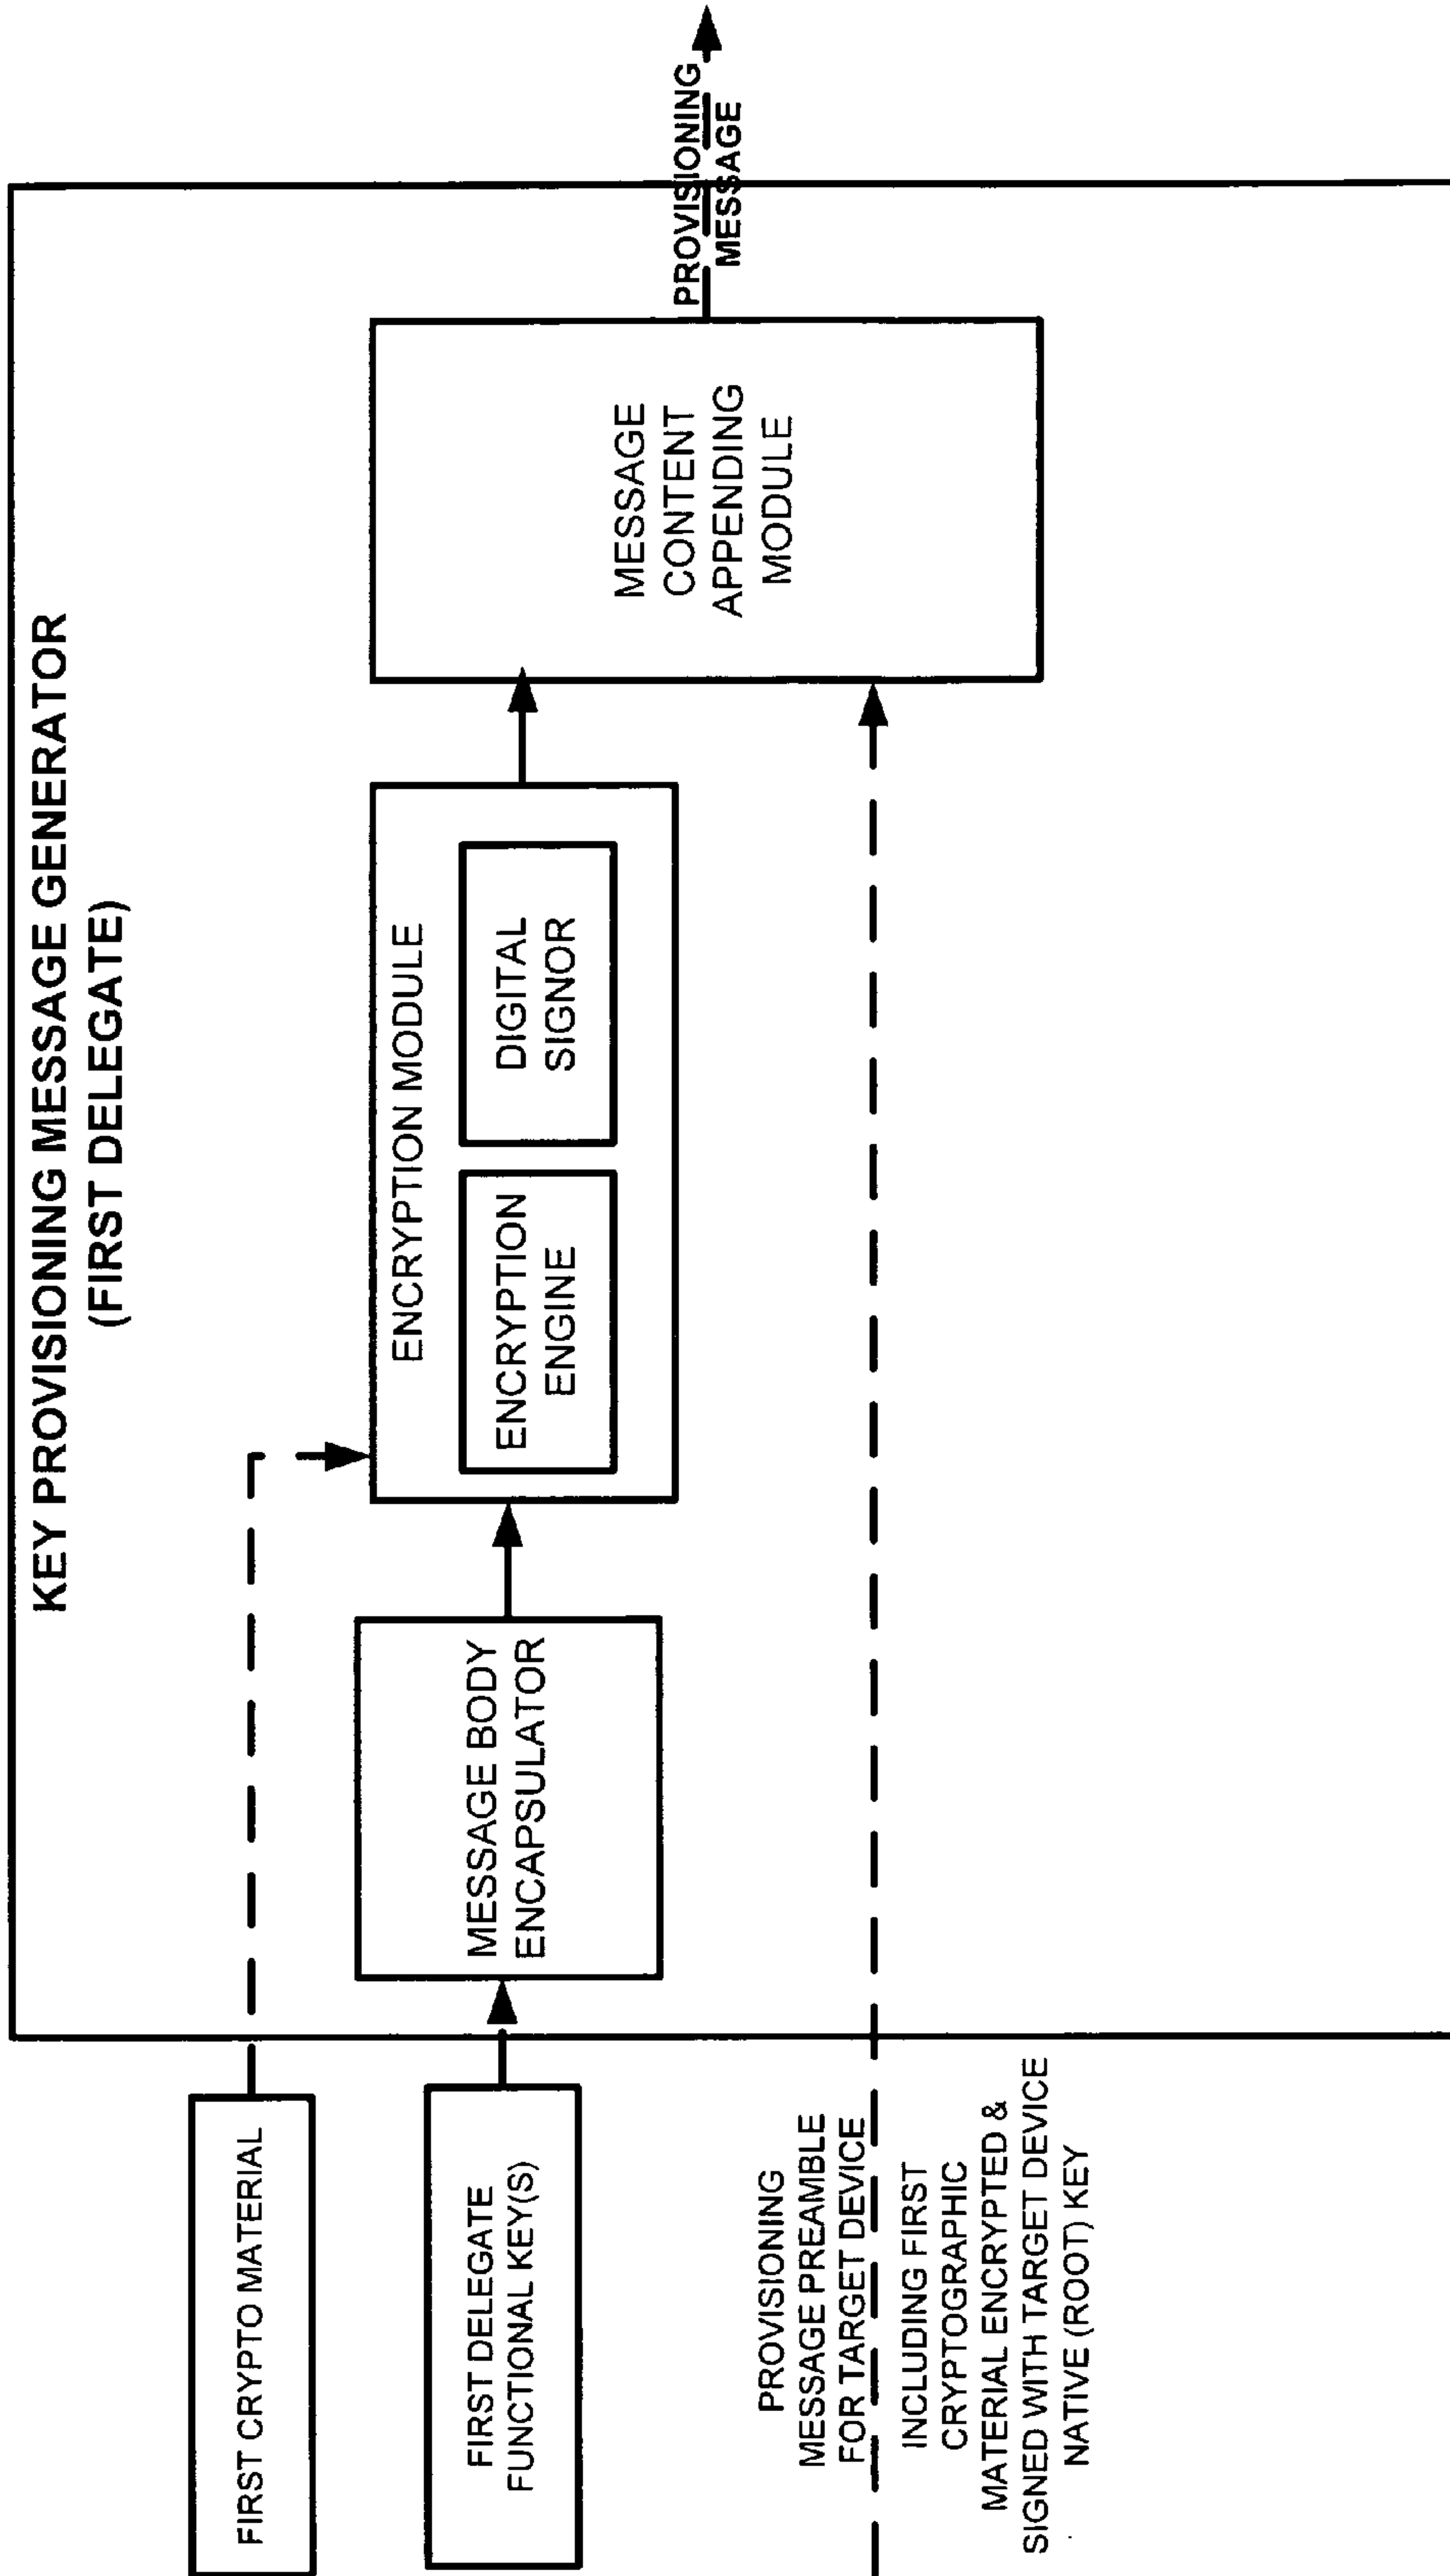 KEY PROVISIONING MESSAGE GENERATOR
(FIRST DELEGATE)
FIRST CRYPTO MATERIAL
FIRST DELEGATE
FUNCTIONAL KEY(S)
MESSAGE BODY
ENCAPSULATOR
ENCRYPTION MODULE
ENCRYPTION
ENGINE
DIGITAL
SIGNOR
MESSAGE
CONTENT
APPENDING
MODULE
PROVISIONING
MESSAGE
PROVISIONING
MESSAGE PREAMBLE
FOR TARGET DEVICE
INCLUDING FIRST
CRYPTOGRAPHIC
MATERIAL ENCRYPTED &
SIGNED WITH TARGET DEVICE
NATIVE (ROOT) KEY